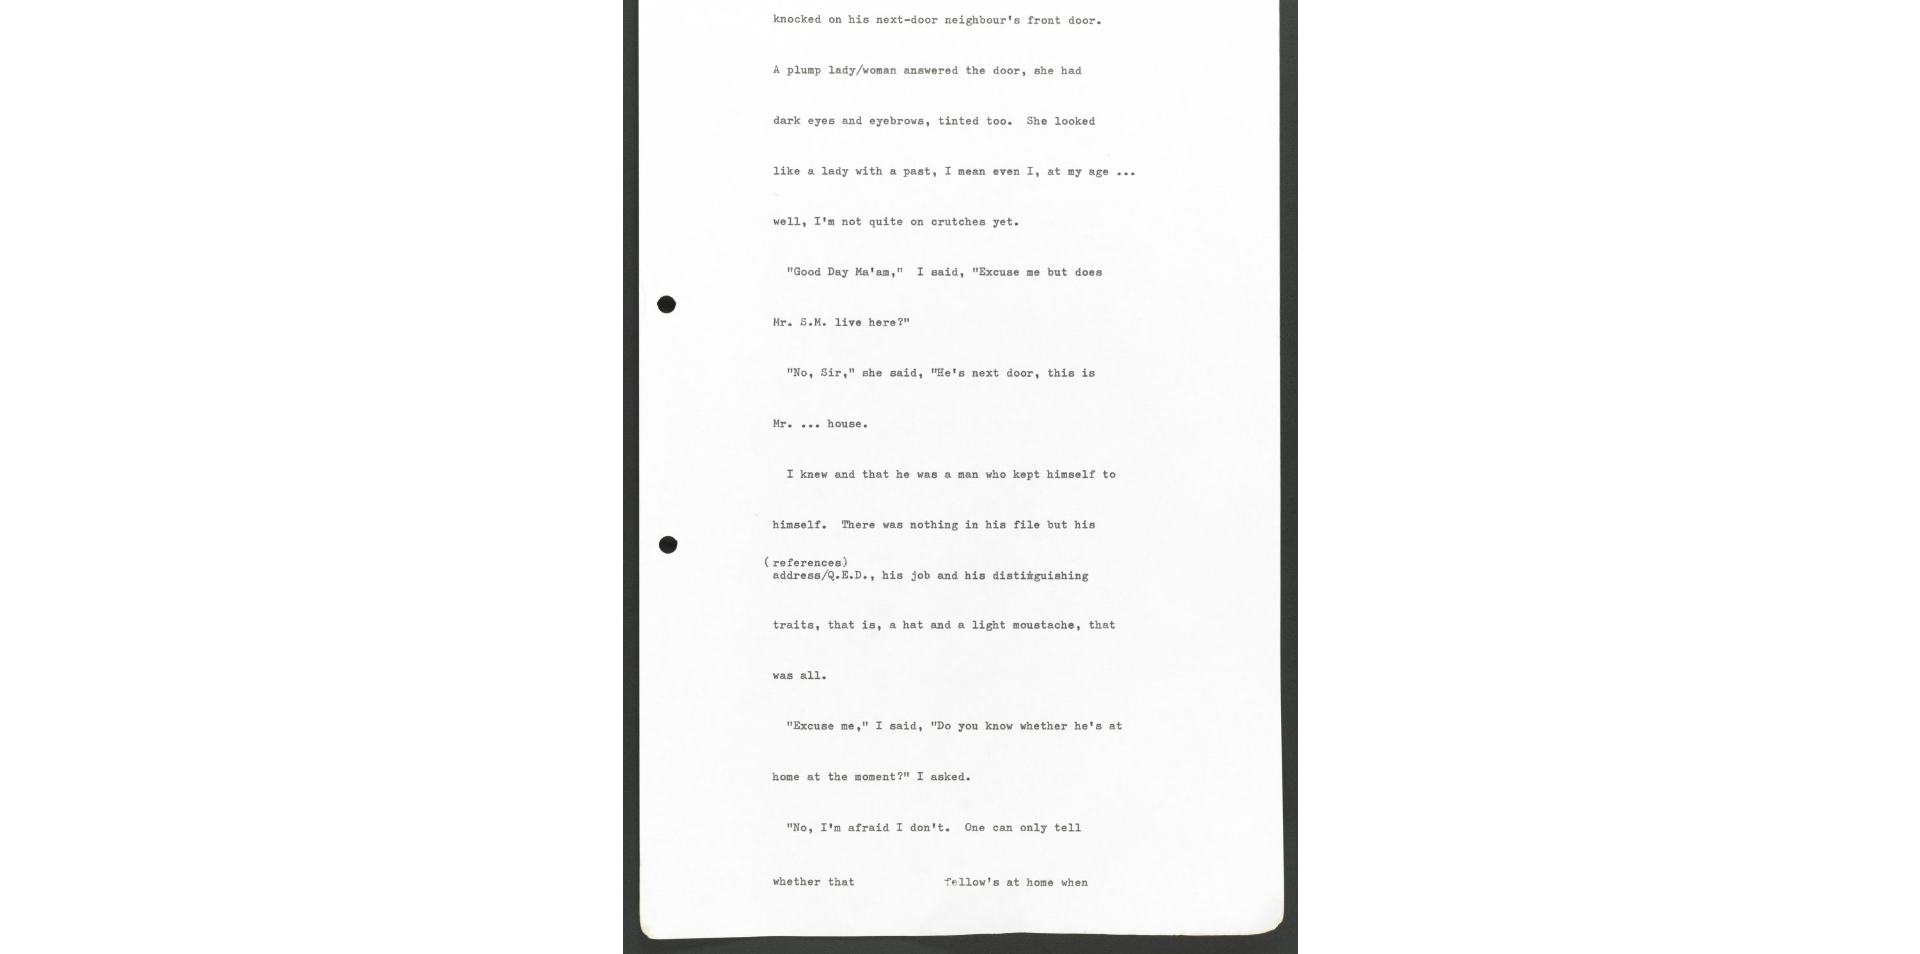 knocked on his next-door neighbour's front door.
A plump lady/woman answered the door, she had
dark eyes and eyebrows, tinted too.  She looked
like a lady with a past, I mean even I, at my age ...
well, I'm not quite on crutches yet.
"Good Day Ma'am,"  I said, "Excuse me but does
Mr. S.M. live here?"
"No, Sir," she said, "He's next door, this is
Mr. ... house.
I knew and that he was a man who kept himself to
himself.  There was nothing in his file but his
(references)
address/Q.E.D., his job and his distinguishing
traits, that is, a hat and a light moustache, that
was all.
"Excuse me," I said, "Do you know whether he's at
home at the moment?" I asked.
"No, I'm afraid I don't.  One can only tell
whether that fellow's at home when